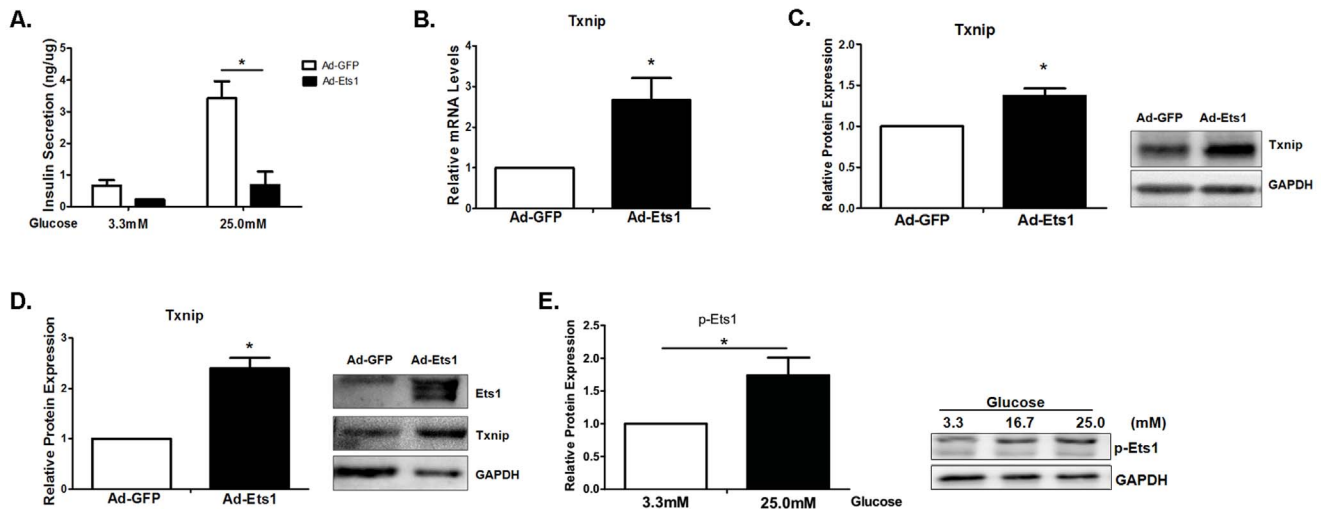 A.
Insulin Secretion (ng/ug)
5
4
3
2
1
0
*
Ad-GFP
Ad-Ets1
Glucose
3.3mM
25.0mM
B.
Txnip
Relative mRNA Levels
4
3
2
1
0
*
Ad-GFP
Ad-Ets1
C.
Txnip
Relative Protein Expression
2.0
1.5
1.0
0.5
0.0
*
Ad-GFP
Ad-Ets1
Ad-GFP Ad-Ets1
Txnip
GAPDH
D.
Txnip
Relative Protein Expression
3
2
1
0
*
Ad-GFP
Ad-Ets1
Ad-GFP Ad-Ets1
Ets1
Txnip
GAPDH
E.
p-Ets1
Relative Protein Expression
2.5
2.0
1.5
1.0
0.5
0.0
*
3.3mM
25.0mM
Glucose
Glucose
3.3 16.7 25.0 (mM)
p-Ets1
GAPDH